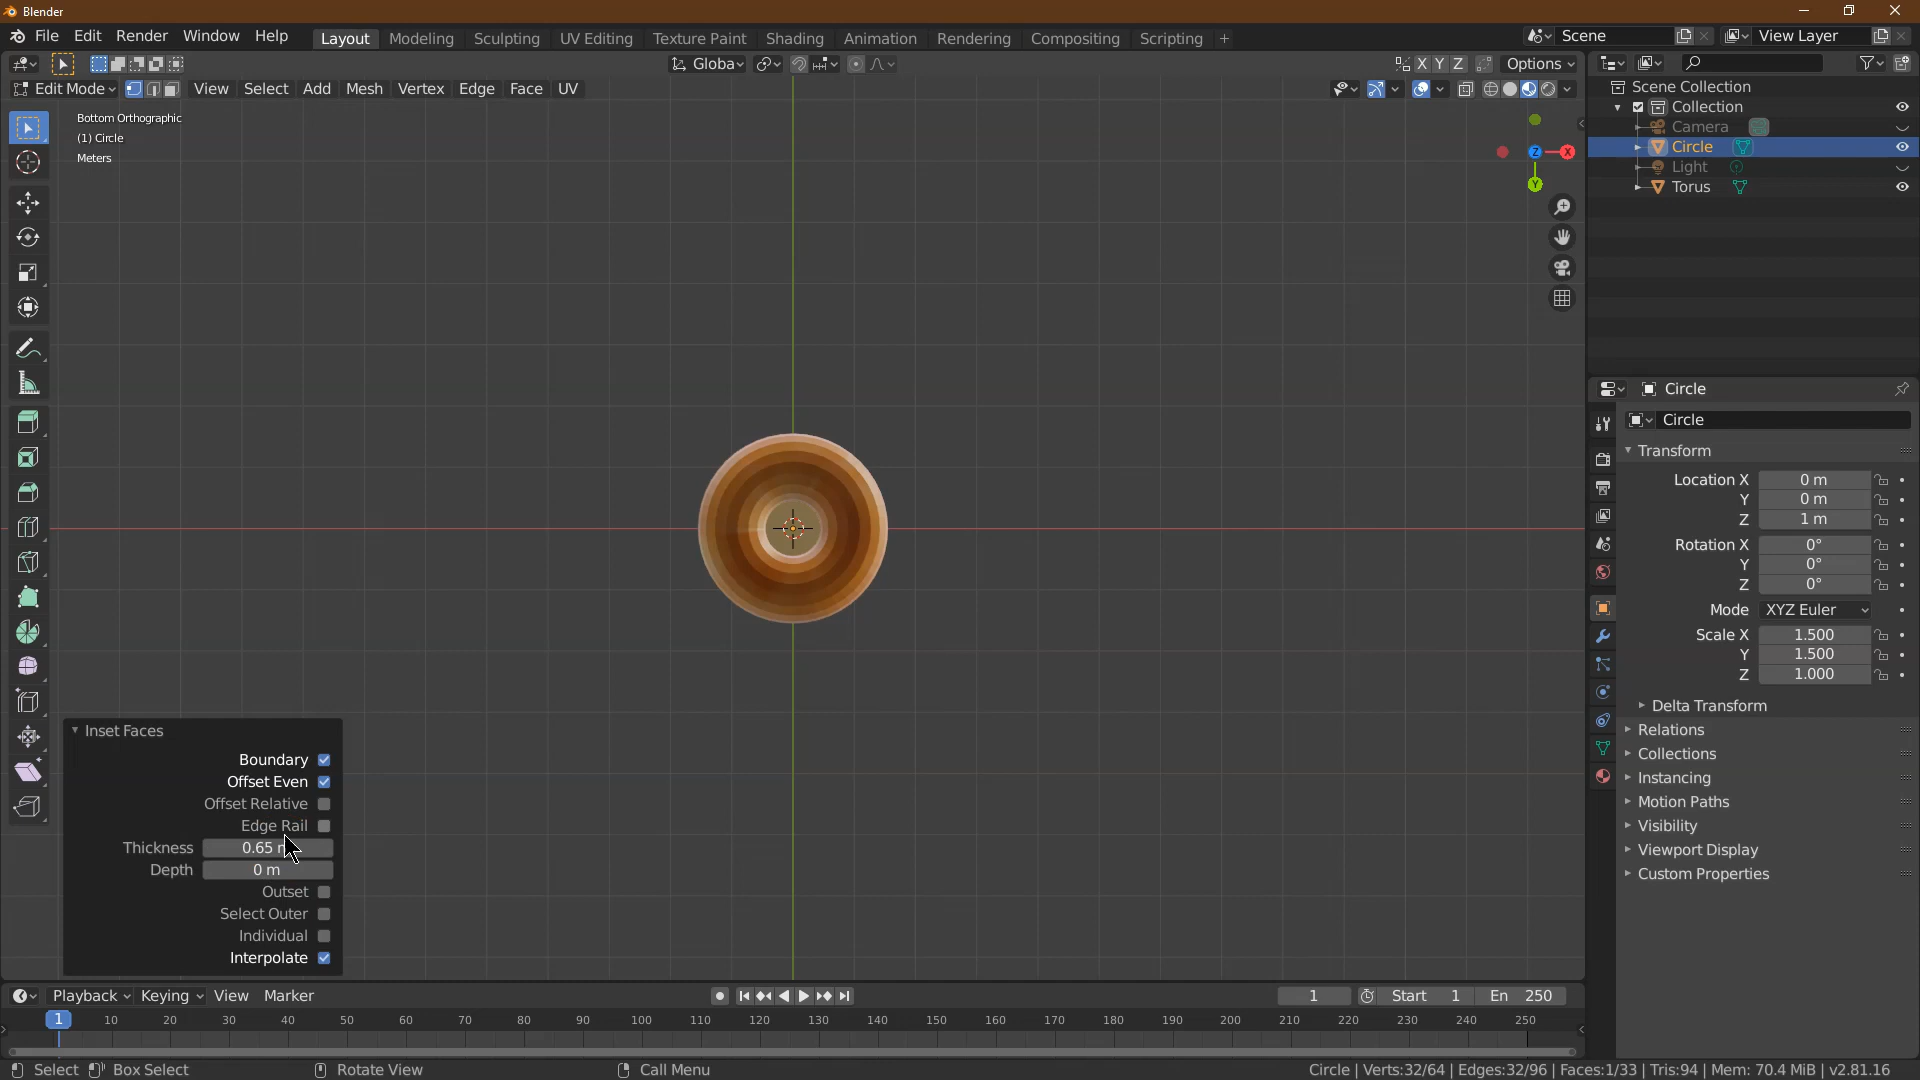 Blender
File Edit Render Window Help
Layout Modeling Sculpting UV Editing Texture Paint Shading Animation Rendering Compositing Scripting +
Scene
View Layer
Globa
X Y Z
Options
Edit Mode
View Select Add Mesh Vertex Edge Face UV
Bottom Orthographic
(1) Circle
Meters
Z
X
Y
Scene Collection
Collection
Camera
Circle
Light
Torus
Circle
Circle
Transform
Location X 0 m
Y 0 m
Z 1 m
Rotation X 0°
Y 0°
Z 0°
Mode XYZ Euler
Scale X 1.500
Y 1.500
Z 1.000
Delta Transform
Relations
Collections
Instancing
Motion Paths
Visibility
Viewport Display
Custom Properties
Inset Faces
Boundary
Offset Even
Offset Relative
Edge Rail
Thickness 0.65
Depth 0 m
Outset
Select Outer
Individual
Interpolate
Playback Keying View Marker
1
Start 1
En 250
1 10 20 30 40 50 60 70 80 90 100 110 120 130 140 150 160 170 180 190 200 210 220 230 240 250
Select
Box Select
Rotate View
Call Menu
Circle | Verts:32/64 | Edges:32/96 | Faces:1/33 | Tris:94 | Mem: 70.4 MiB | v2.81.16